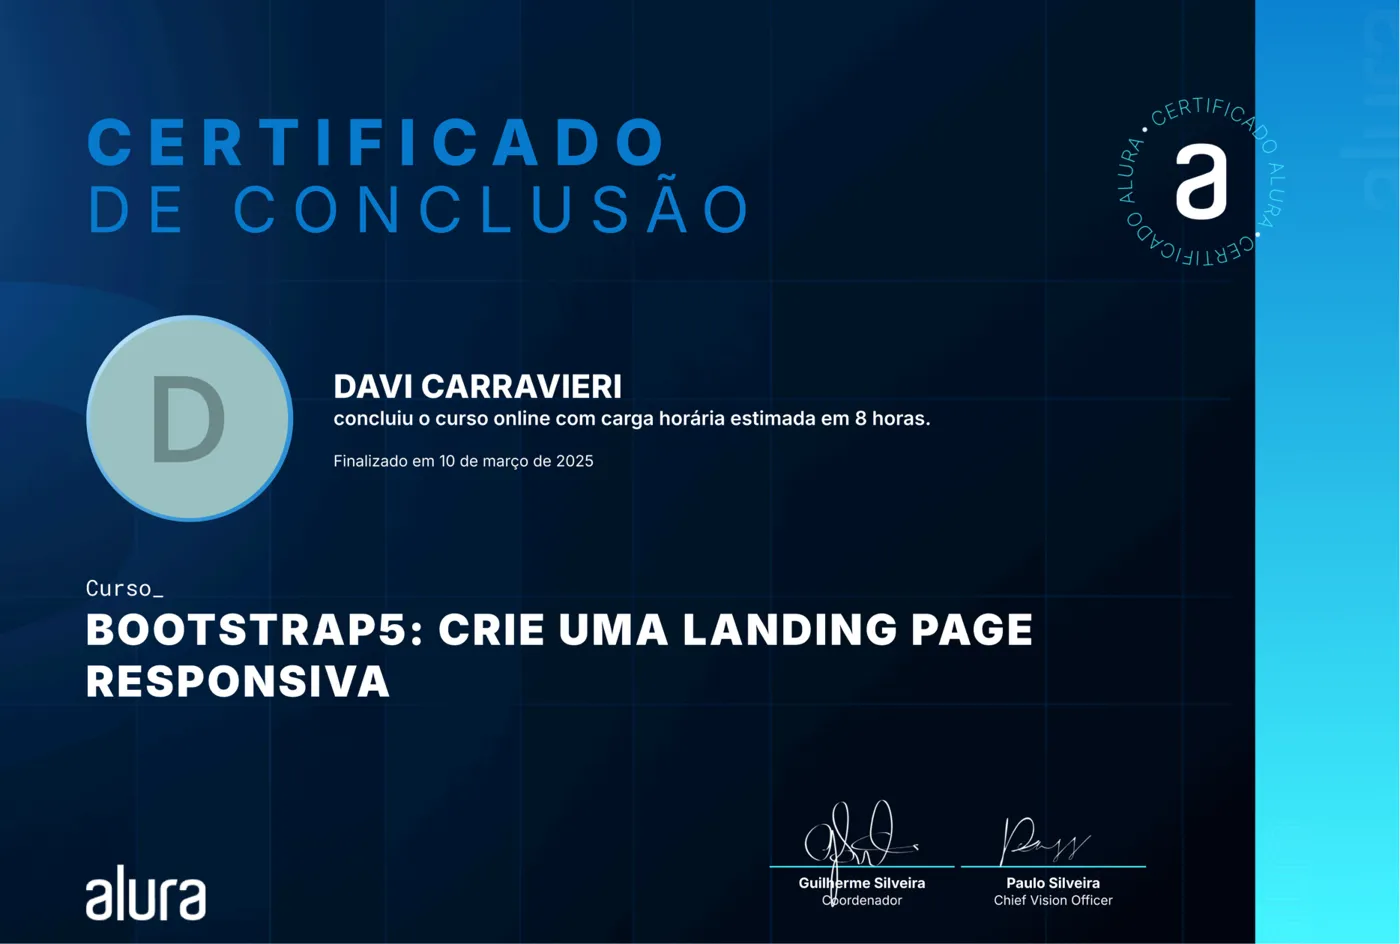 CERTIFICADO
DE CONCLUSÃO
CERTIFICADO ALURA • CERTIFICADO ALURA •
a
D
DAVI CARRAVIERI
concluiu o curso online com carga horária estimada em 8 horas.
Finalizado em 10 de março de 2025
Curso_
BOOTSTRAP5: CRIE UMA LANDING PAGE
RESPONSIVA
alura
Guilherme Silveira
Coordenador
Paulo Silveira
Chief Vision Officer
alura